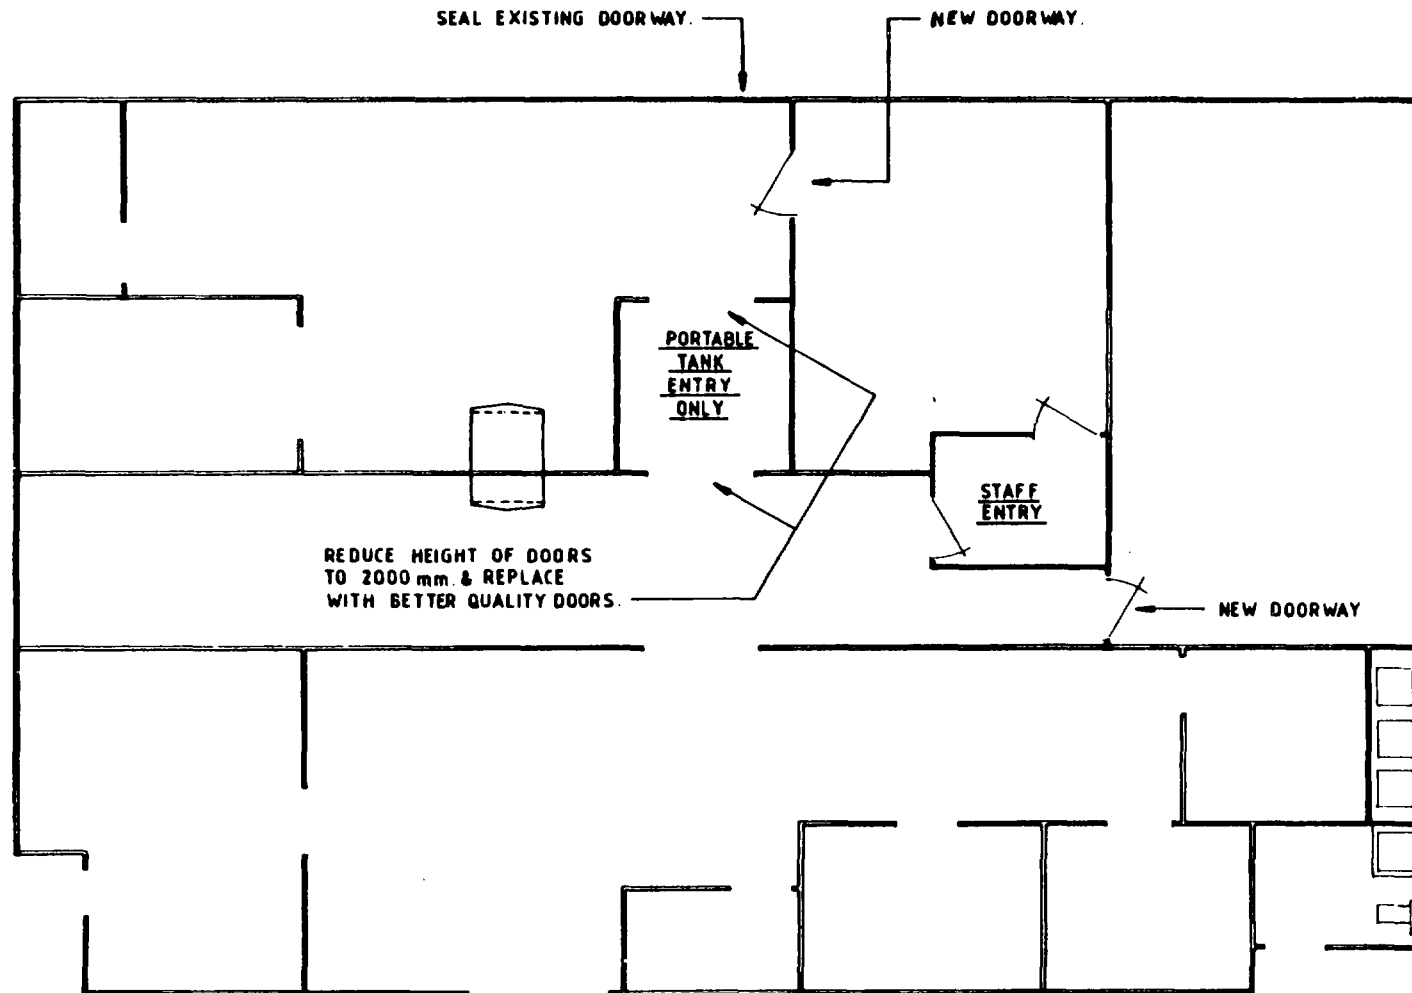 SEAL EXISTING DOORWAY.
NEW DOORWAY.
PORTABLE
TANK
ENTRY
ONLY
STAFF
ENTRY
REDUCE HEIGHT OF DOORS
TO 2000 mm. & REPLACE
WITH BETTER QUALITY DOORS.
NEW DOORWAY